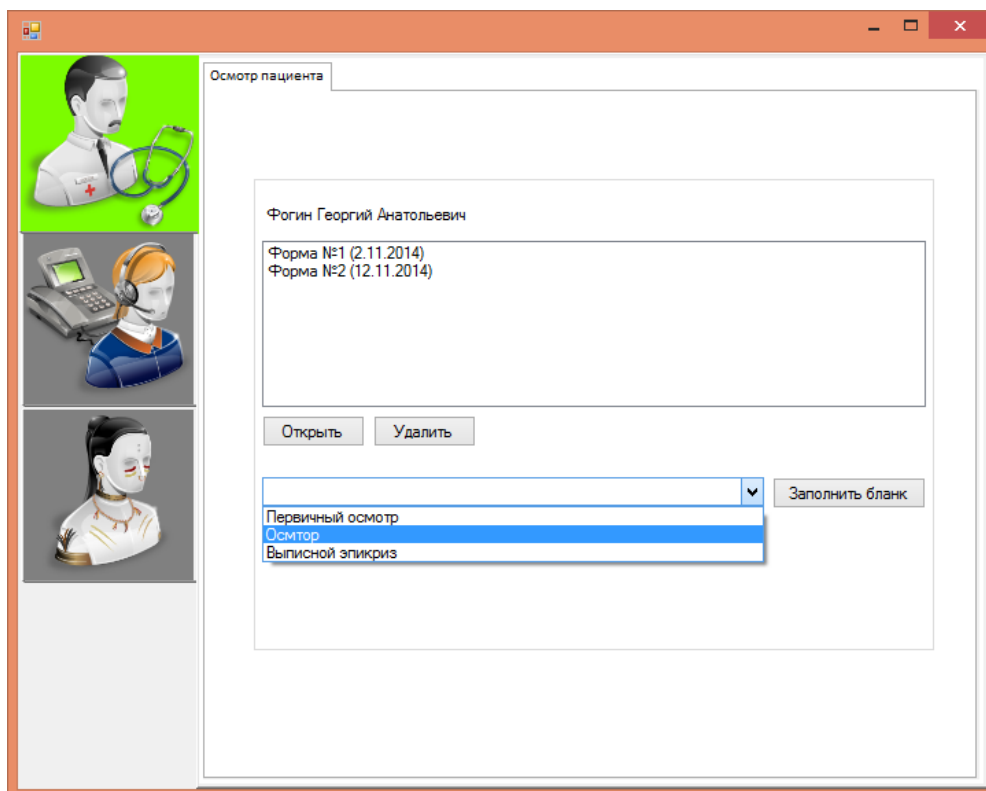 Осмотр пациента
Фогин Георгий Анатольевич
Форма №1 (2.11.2014)
Форма №2 (12.11.2014)
Открыть Удалить
Заполнить бланк
Первичный осмотр
Осмтор
Выписной эпикриз